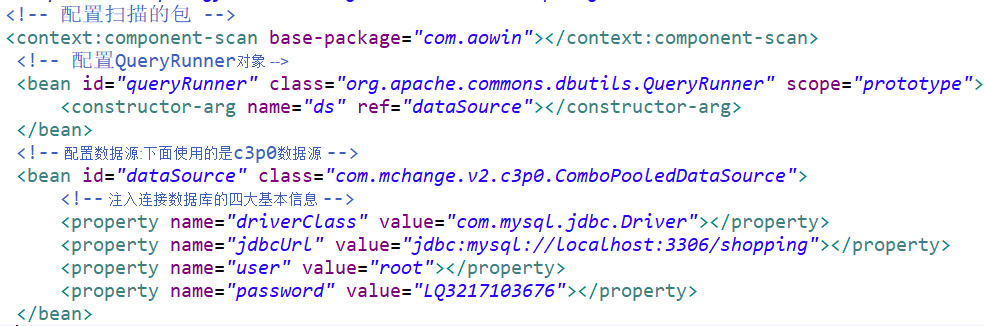 <!-- 配置扫描的包 -->
<context:component-scan base-package="com.aowin"></context:component-scan>
<!-- 配置QueryRunner对象 -->
<bean id="queryRunner" class="org.apache.commons.dbutils.QueryRunner" scope="prototype">
<constructor-arg name="ds" ref="dataSource"></constructor-arg>
</bean>
<!-- 配置数据源:下面使用的是c3p0数据源 -->
<bean id="dataSource" class="com.mchange.v2.c3p0.ComboPooledDataSource">
<!-- 注入连接数据库的四大基本信息 -->
<property name="driverClass" value="com.mysql.jdbc.Driver"></property>
<property name="jdbcUrl" value="jdbc:mysql://localhost:3306/shopping"></property>
<property name="user" value="root"></property>
<property name="password" value="LQ3217103676"></property>
</bean>